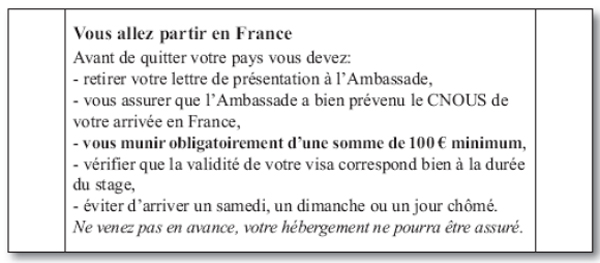 Vous allez partir en France
Avant de quitter votre pays vous devez:
- retirer votre lettre de présentation à l'Ambassade,
- vous assurer que l'Ambassade a bien prévenu le CNOUS de
votre arrivée en France,
- vous munir obligatoirement d'une somme de 100 € minimum,
- vérifier que la validité de votre visa correspond bien à la durée
du stage,
- éviter d'arriver un samedi, un dimanche ou un jour chômé.
Ne venez pas en avance, votre hébergement ne pourra être assuré.